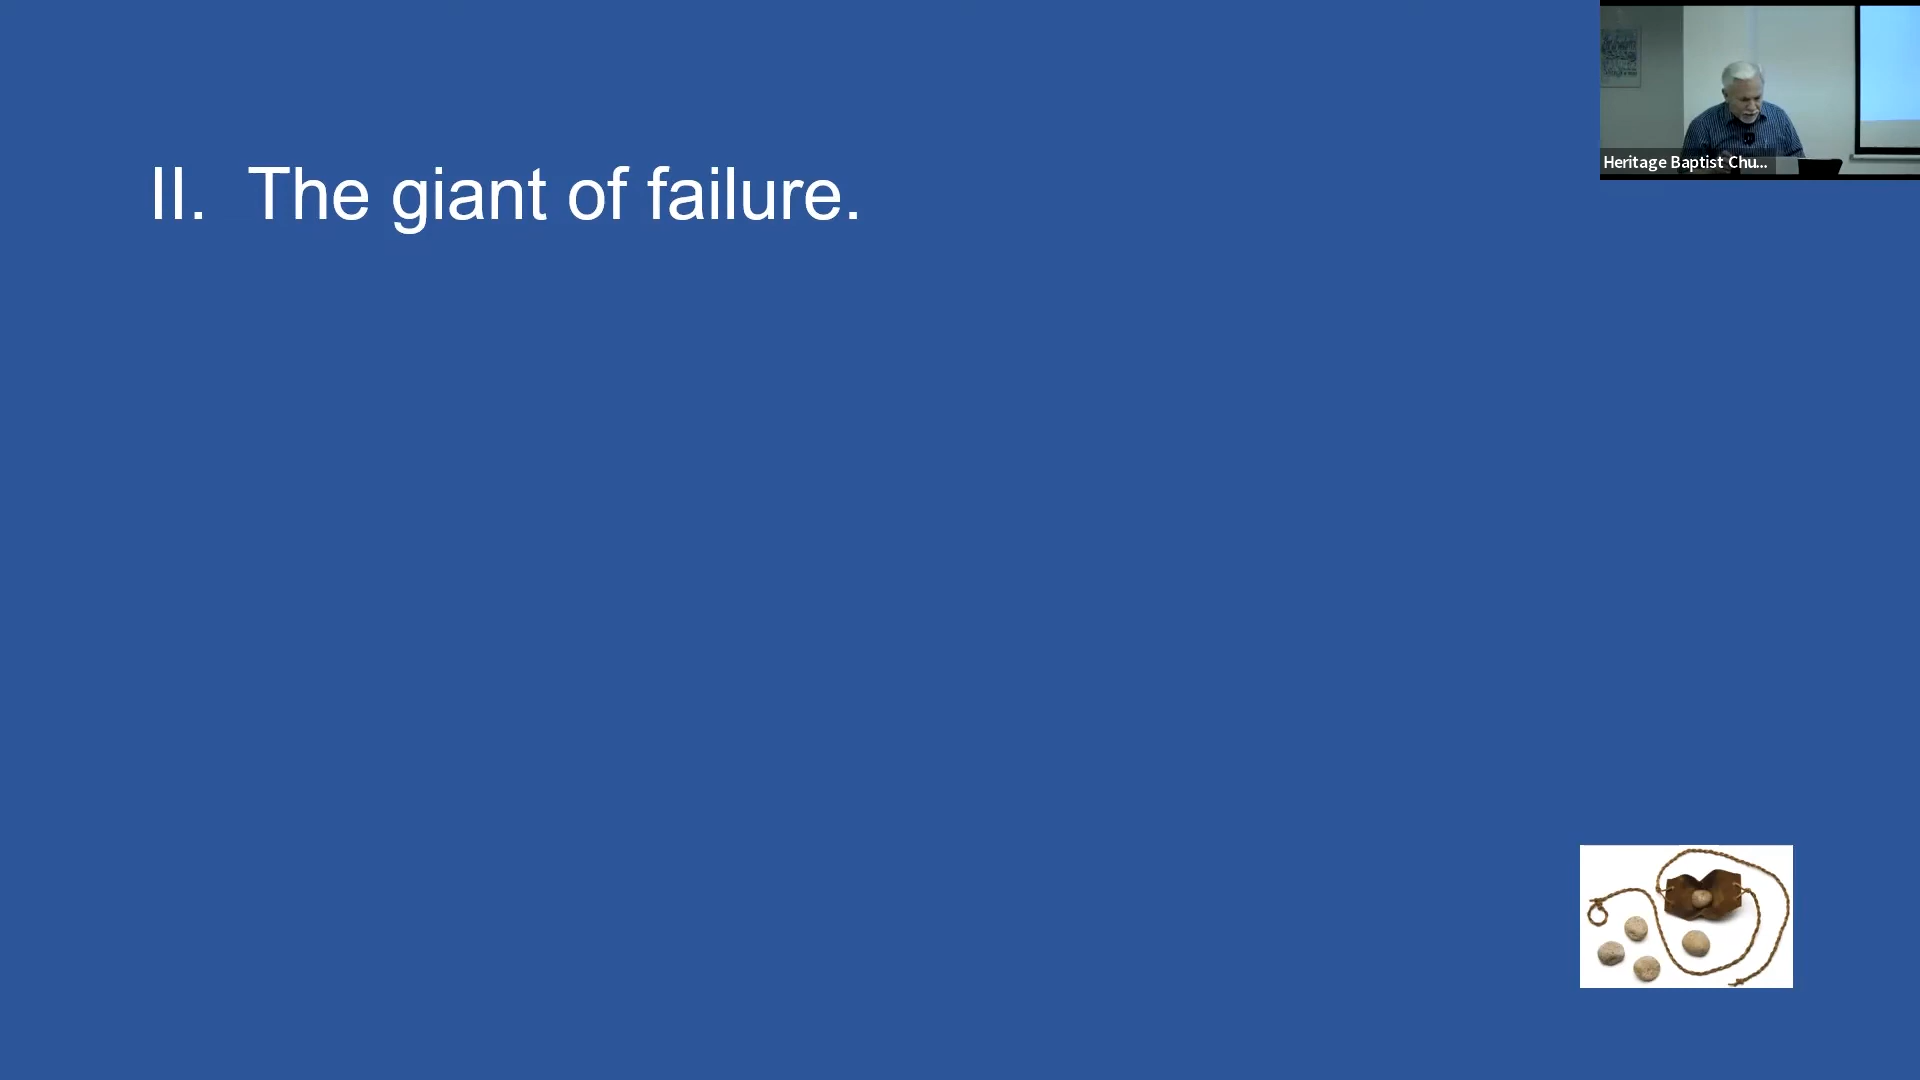 II. The giant of failure.
Heritage Baptist Chu...